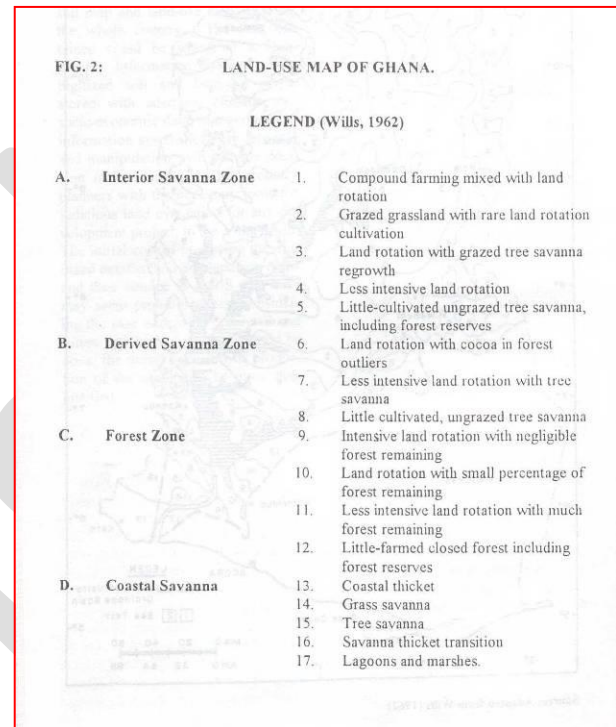 FIG. 2: LAND-USE MAP OF GHANA.
LEGEND (Wills, 1962)
A. Interior Savanna Zone 1. Compound farming mixed with land
rotation
2. Grazed grassland with rare land rotation
cultivation
3. Land rotation with grazed tree savanna
regrowth
4. Less intensive land rotation
5. Little-cultivated ungrazed tree savanna,
including forest reserves
B. Derived Savanna Zone 6. Land rotation with cocoa in forest
outliers
7. Less intensive land rotation with tree
savanna
8. Little cultivated, ungrazed tree savanna
C. Forest Zone 9. Intensive land rotation with negligible
forest remaining
10. Land rotation with small percentage of
forest remaining
11. Less intensive land rotation with much
forest remaining
12. Little-farmed closed forest including
forest reserves
D. Coastal Savanna 13. Coastal thicket
14. Grass savanna
15. Tree savanna
16. Savanna thicket transition
17. Lagoons and marshes.